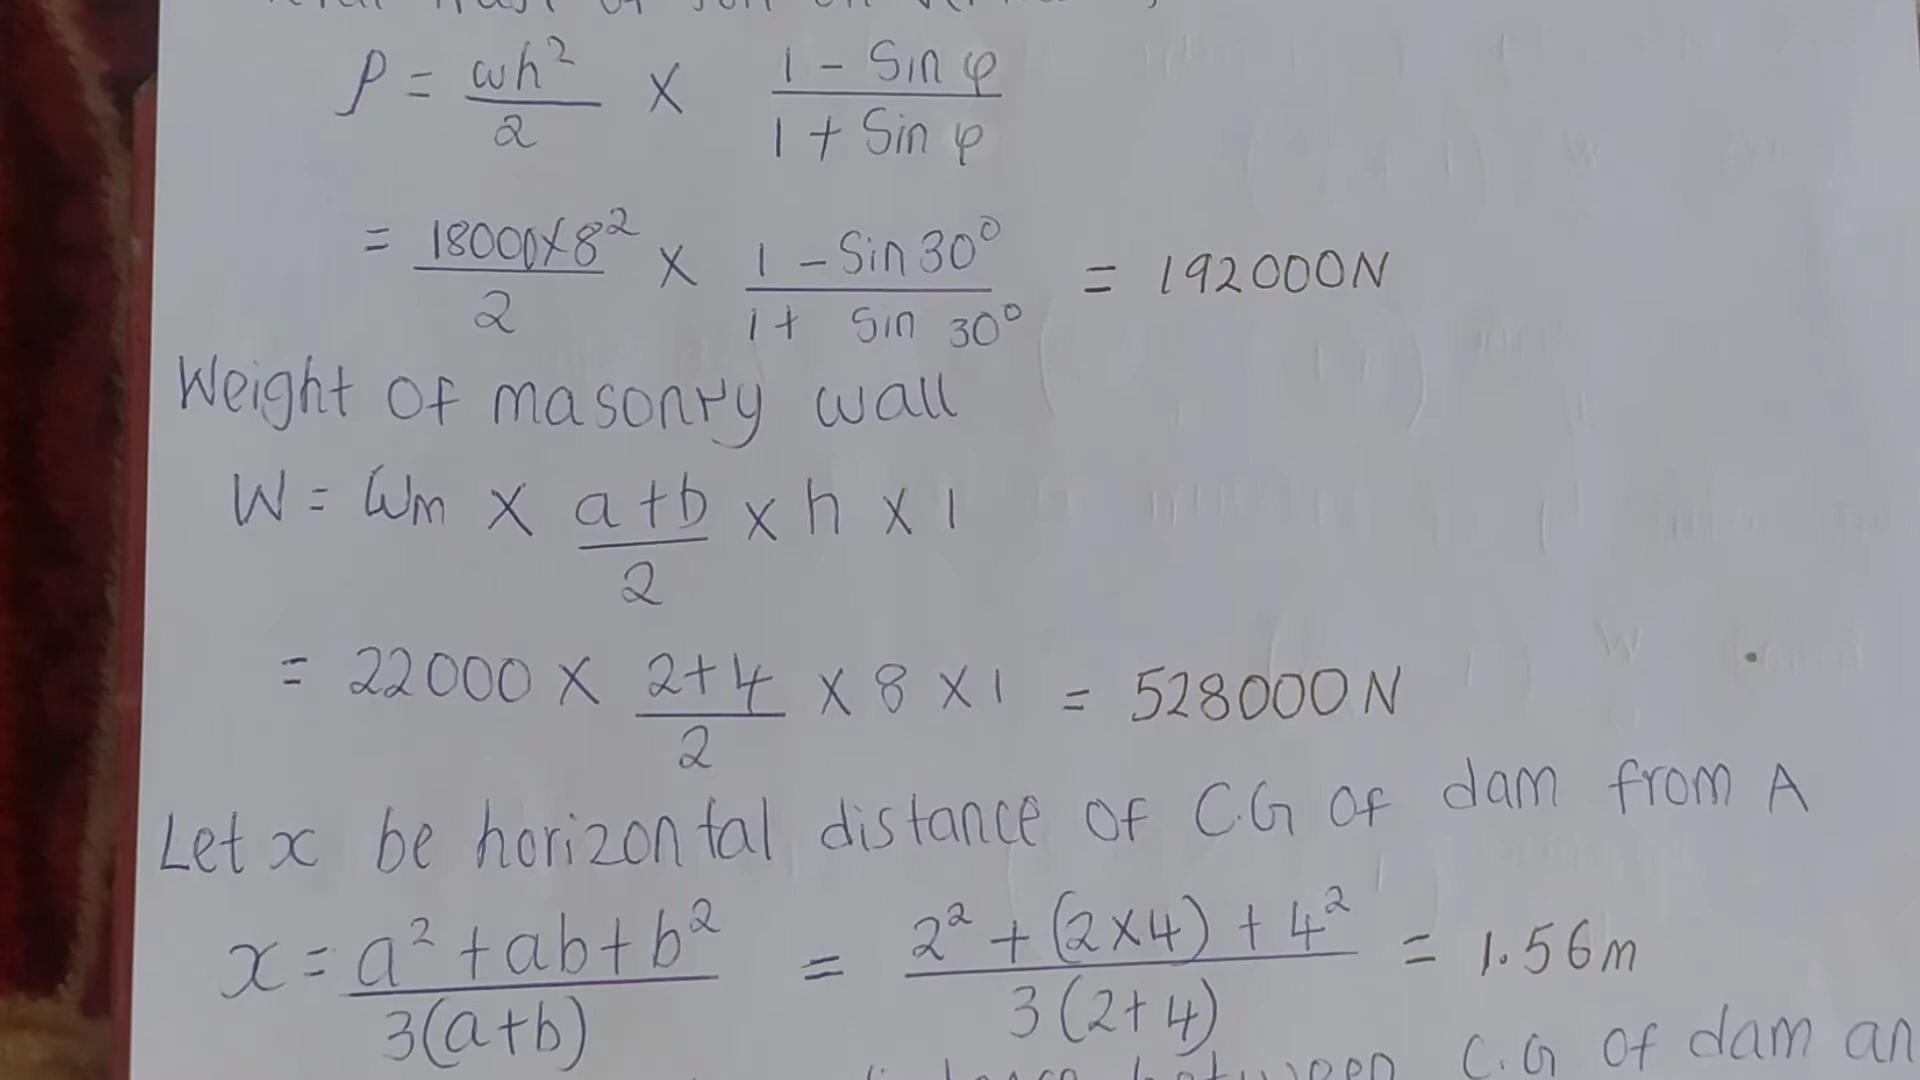 P = wh² / 2 × 1 - Sin φ / 1 + Sin φ
= 18000×8² / 2 × 1 - Sin 30° / 1 + Sin 30° = 192000N
Weight of masonry wall
W = Wm × a+b / 2 × h × 1
= 22000 × 2+4 / 2 × 8 × 1 = 528000N
Let x be horizontal distance of C.G of dam from A
x = a² + ab + b² / 3(a+b) = 2² + (2×4) + 4² / 3(2+4) = 1.56m
between C.G of dam an